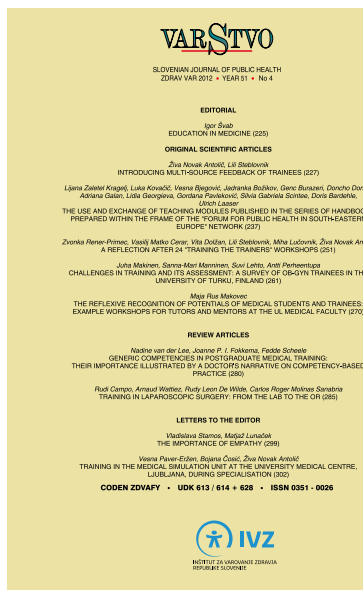 VARSTVO
SLOVENIAN JOURNAL OF PUBLIC HEALTH
ZDRAV VAR 2012 • YEAR 51 • No 4
EDITORIAL
Igor Švab
EDUCATION IN MEDICINE (225)
ORIGINAL SCIENTIFIC ARTICLES
Živa Novak Antolič, Lili Steblovnik
INTRODUCING MULTI-SOURCE FEEDBACK OF TRAINEES (227)
Lijana Zaletel Kragelj, Luka Kovačič, Vesna Bjegović, Jadranka Božikov, Genc Burazeri, Doncho Don
Adriana Galan, Lidia Georgieva, Gordana Pavleković, Silvia Gabriela Scintee, Doris Bardehle,
Ulrich Laaser
THE USE AND EXCHANGE OF TEACHING MODULES PUBLISHED IN THE SERIES OF HANDBOO
PREPARED WITHIN THE FRAME OF THE "FORUM FOR PUBLIC HEALTH IN SOUTH-EASTERN
EUROPE" NETWORK (237)
Zvonka Rener-Primec, Vasilij Matko Cerar, Vita Dolžan, Lili Steblovnik, Miha Lučovnik, Živa Novak An
A REFLECTION AFTER 24 "TRAINING THE TRAINERS" WORKSHOPS (251)
Juha Makinen, Sanna-Mari Manninen, Suvi Lehto, Antti Perheentupa
CHALLENGES IN TRAINING AND ITS ASSESSMENT: A SURVEY OF OB-GYN TRAINEES IN TH
UNIVERSITY OF TURKU, FINLAND (261)
Maja Rus Makovec
THE REFLEXIVE RECOGNITION OF POTENTIALS OF MEDICAL STUDENTS AND TRAINEES:
EXAMPLE WORKSHOPS FOR TUTORS AND MENTORS AT THE UL MEDICAL FACULTY (270)
REVIEW ARTICLES
Nadine van der Lee, Joanne P. I. Fokkema, Fedde Scheele
GENERIC COMPETENCIES IN POSTGRADUATE MEDICAL TRAINING:
THEIR IMPORTANCE ILLUSTRATED BY A DOCTOR'S NARRATIVE ON COMPETENCY-BASED
PRACTICE (280)
Rudi Campo, Arnaud Wattiez, Rudy Leon De Wilde, Carlos Roger Molinas Sanabria
TRAINING IN LAPAROSCOPIC SURGERY: FROM THE LAB TO THE OR (285)
LETTERS TO THE EDITOR
Vladislava Stamos, Matjaž Lunaček
THE IMPORTANCE OF EMPATHY (299)
Vesna Paver-Eržen, Bojana Čosić, Živa Novak Antolič
TRAINING IN THE MEDICAL SIMULATION UNIT AT THE UNIVERSITY MEDICAL CENTRE,
LJUBLJANA, DURING SPECIALISATION (302)
CODEN ZDVAFY • UDK 613 / 614 + 628 • ISSN 0351 - 0026
IVZ
INŠTITUT ZA VAROVANJE ZDRAVJA
REPUBLIKE SLOVENIJE